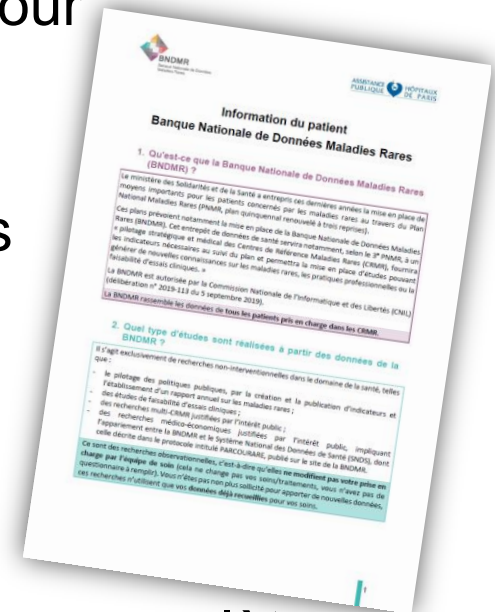 our
s
BNDMR
Banque Nationale de Données
Maladies Rares
ASSISTANCE
PUBLIQUE
HÔPITAUX
DE PARIS
Information du patient
Banque Nationale de Données Maladies Rares
1. Qu'est-ce que la Banque Nationale de Données Maladies Rares
(BNDMR) ?
Le ministère des Solidarités et de la Santé a entrepris ces dernières années la mise en place de
moyens importants pour les patients concernés par les maladies rares au travers du Plan
National Maladies Rares (PNMR, plan quinquennal renouvelé à trois reprises).
Ces plans prévoient notamment la mise en place de la Banque Nationale de Données Maladies
Rares (BNDMR). Cet entrepôt de données de santé servira notamment, selon le 3e PNMR, à un
« pilotage stratégique et médical des Centres de Référence Maladies Rares (CRMR), fournira
les indicateurs nécessaires au suivi du plan et permettra la mise en place d'études pouvant
générer de nouvelles connaissances sur les maladies rares, les pratiques professionnelles ou la
faisabilité d'essais cliniques. »
La BNDMR est autorisée par la Commission Nationale de l'Informatique et des Libertés (CNIL)
(délibération n° 2019-113 du 5 septembre 2019).
La BNDMR rassemble les données de tous les patients pris en charge dans les CRMR.
2. Quel type d'études sont réalisées à partir des données de la
BNDMR ?
Il s'agit exclusivement de recherches non-interventionnelles dans le domaine de la santé, telles
que :
- le pilotage des politiques publiques, par la création et la publication d'indicateurs et
l'établissement d'un rapport annuel sur les maladies rares ;
- des études de faisabilité d'essais cliniques ;
- des recherches multi-CRMR justifiées par l'intérêt public ;
- des recherches médico-économiques justifiées par l'intérêt public, impliquant
l'appariement entre la BNDMR et le Système National des Données de Santé (SNDS), dont
celle décrite dans le protocole intitulé PARCOURARE, publié sur le site de la BNDMR.
Ce sont des recherches observationnelles, c'est-à-dire qu'elles ne modifient pas votre prise en
charge par l'équipe de soin (cela ne change pas vos soins/traitements, vous n'avez pas de
questionnaire à remplir). Vous n'êtes pas non plus sollicité pour apporter de nouvelles données,
ces recherches n'utilisent que vos données déjà recueillies pour vos soins.